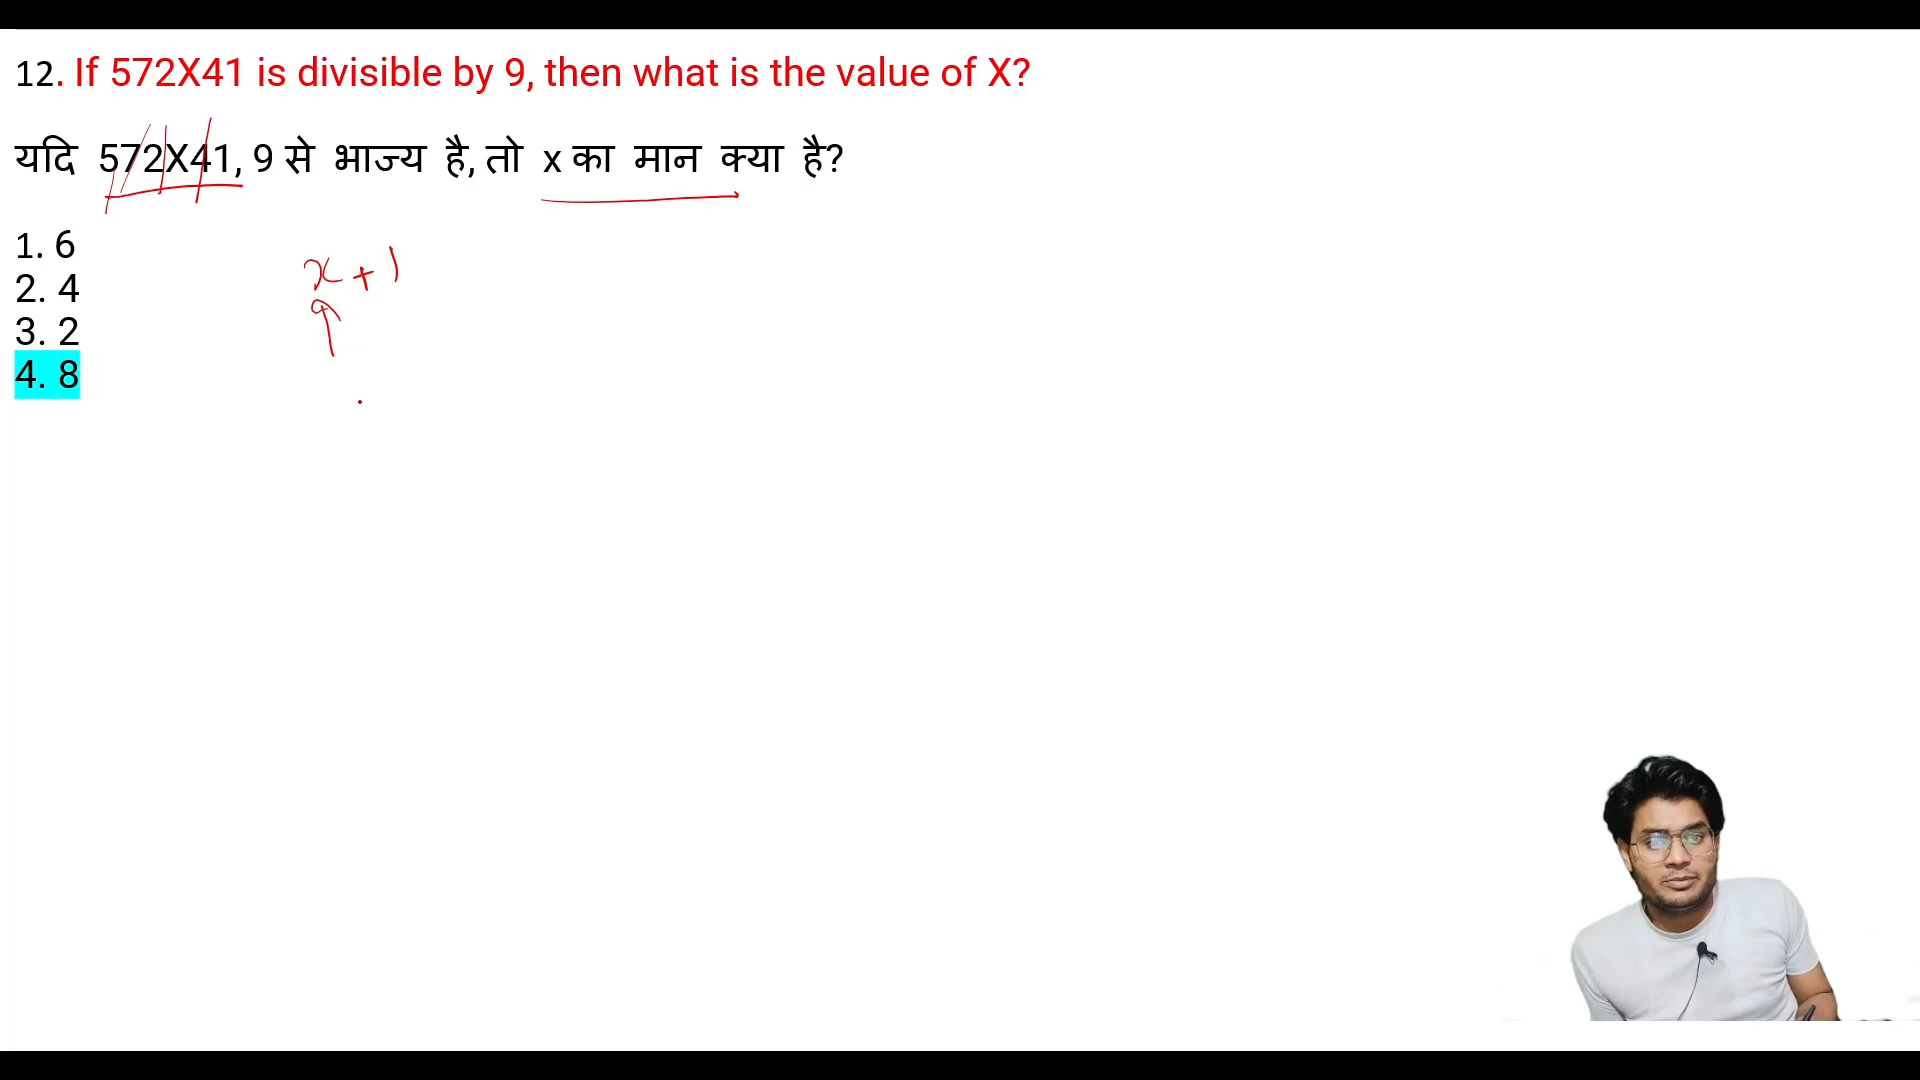 12. If 572X41 is divisible by 9, then what is the value of X?
यदि 572X41, 9 से भाज्य है, तो x का मान क्या है?
1. 6
2. 4
3. 2
4. 8
x + 1